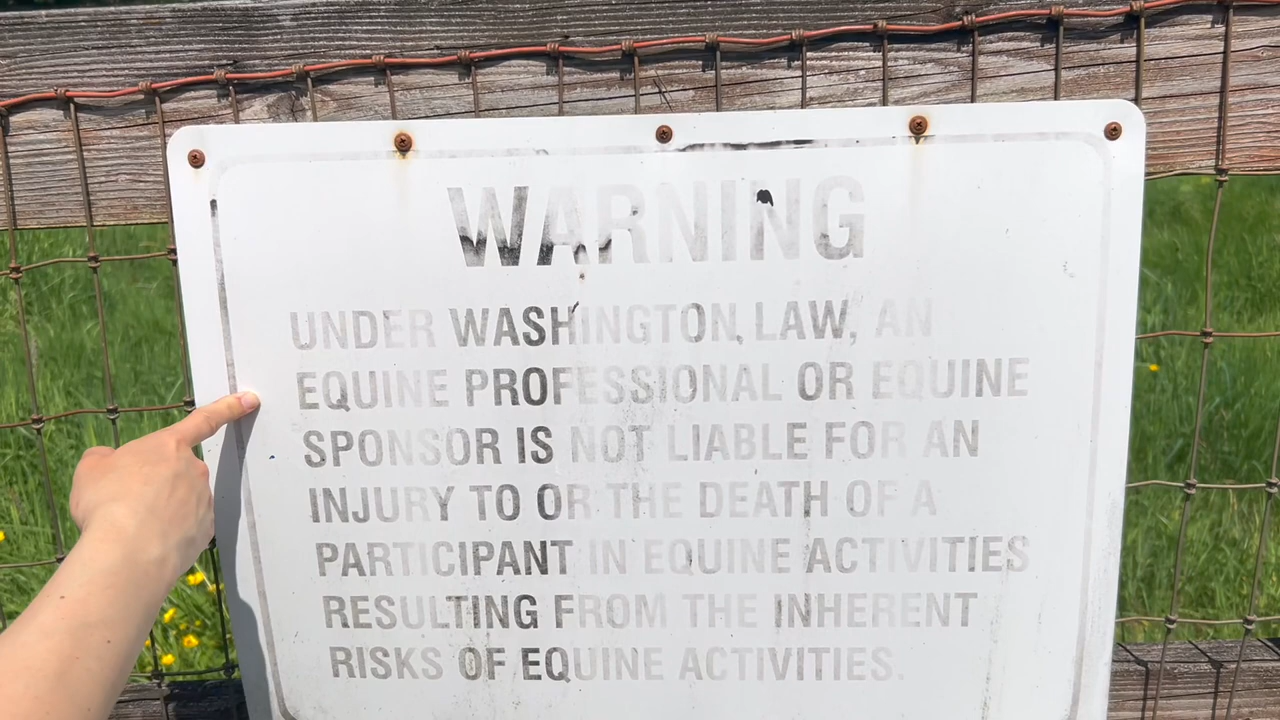 WARNING
UNDER WASHINGTON, LAW, AN
EQUINE PROFESSIONAL OR EQUINE
SPONSOR IS NOT LIABLE FOR AN
INJURY TO OR THE DEATH OF A
PARTICIPANT IN EQUINE ACTIVITIES
RESULTING FROM THE INHERENT
RISKS OF EQUINE ACTIVITIES.